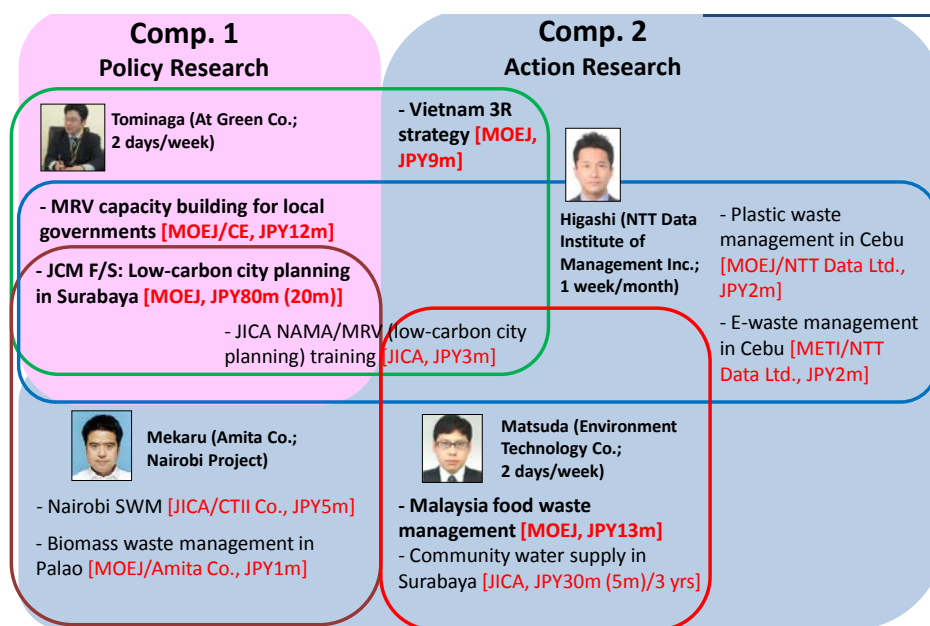 Comp. 1
Policy Research
Comp. 2
Action Research
Tominaga (At Green Co.;
2 days/week)
- Vietnam 3R
strategy [MOEJ,
JPY9m]
- MRV capacity building for local
governments [MOEJ/CE, JPY12m]
- JCM F/S: Low-carbon city planning
in Surabaya [MOEJ, JPY80m (20m)]
- JICA NAMA/MRV (low-carbon city
planning) training [JICA, JPY3m]
Higashi (NTT Data
Institute of
Management Inc.;
1 week/month)
- Plastic waste
management in Cebu
[MOEJ/NTT Data Ltd.,
JPY2m]
- E-waste management
in Cebu [METI/NTT
Data Ltd., JPY2m]
Mekaru (Amita Co.;
Nairobi Project)
- Nairobi SWM [JICA/CTII Co., JPY5m]
- Biomass waste management in
Palao [MOEJ/Amita Co., JPY1m]
Matsuda (Environment
Technology Co.;
2 days/week)
- Malaysia food waste
management [MOEJ, JPY13m]
- Community water supply in
Surabaya [JICA, JPY30m (5m)/3 yrs]